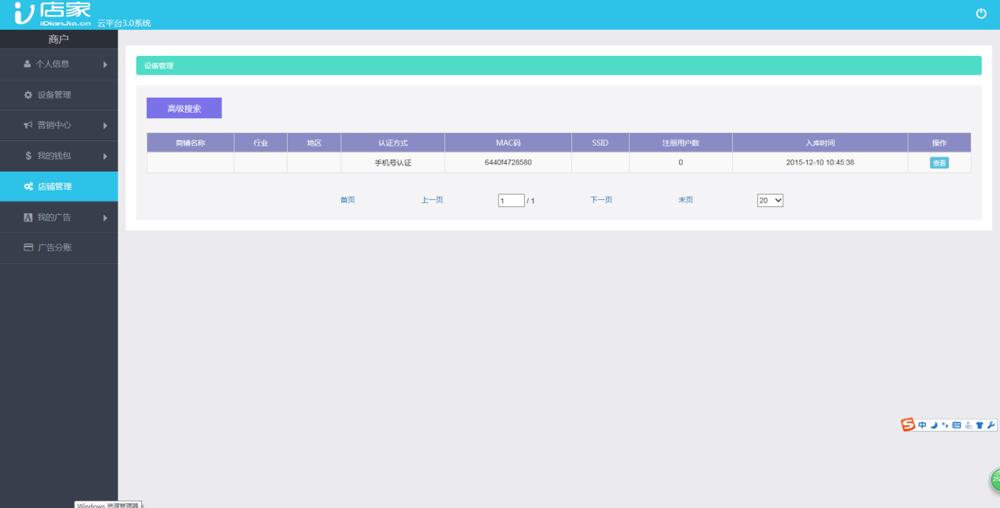 店家
iDianJia.cn 云平台3.0系统
商户
个人信息
设备管理
营销中心
我的钱包
店铺管理
我的广告
广告分账
设备管理
高级搜索
商铺名称 行业 地区 认证方式 MAC码 SSID 注册用户数 入库时间 操作
手机号认证 6440f4728580 0 2015-12-10 10:45:38 查看
首页 上一页 1 / 1 下一页 末页 20
中
25
Windows 资源管理器